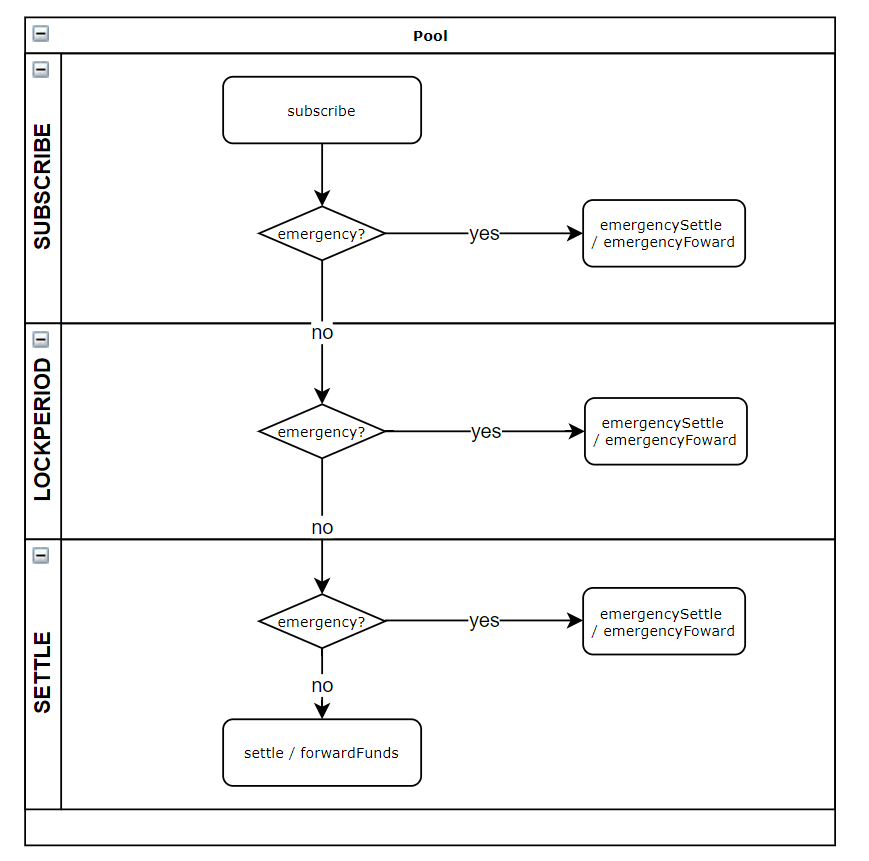 Pool
SUBSCRIBE
subscribe
emergency?
yes
emergencySettle
/ emergencyFoward
no
LOCKPERIOD
emergency?
yes
emergencySettle
/ emergencyFoward
no
SETTLE
emergency?
yes
emergencySettle
/ emergencyFoward
no
settle / forwardFunds